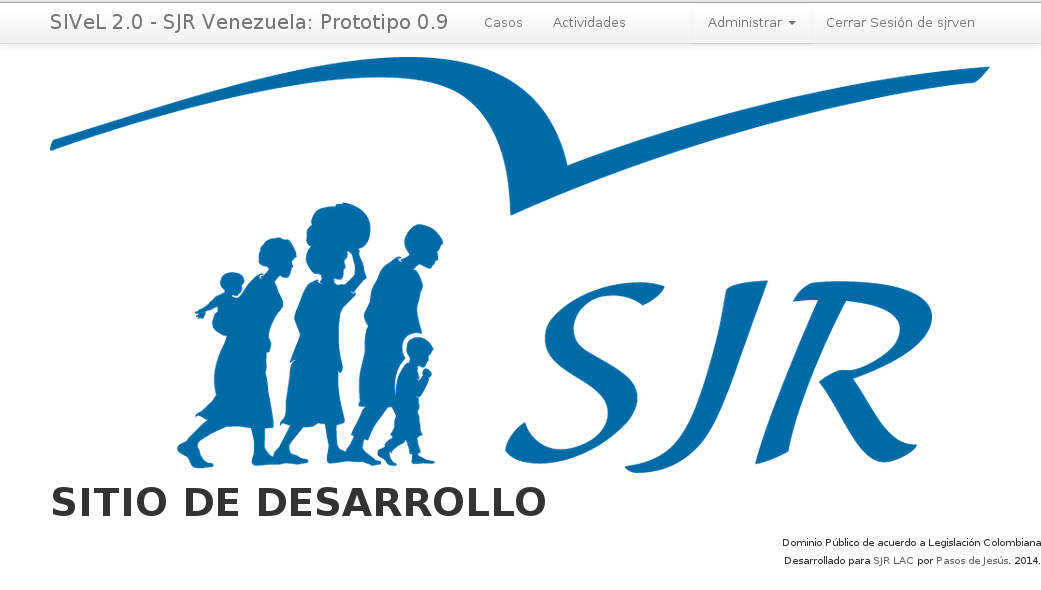 SIVeL 2.0 - SJR Venezuela: Prototipo 0.9 Casos Actividades Administrar Cerrar Sesión de sjrven
SJR
SITIO DE DESARROLLO
Dominio Público de acuerdo a Legislación Colombiana
Desarrollado para SJR LAC por Pasos de Jesús. 2014.